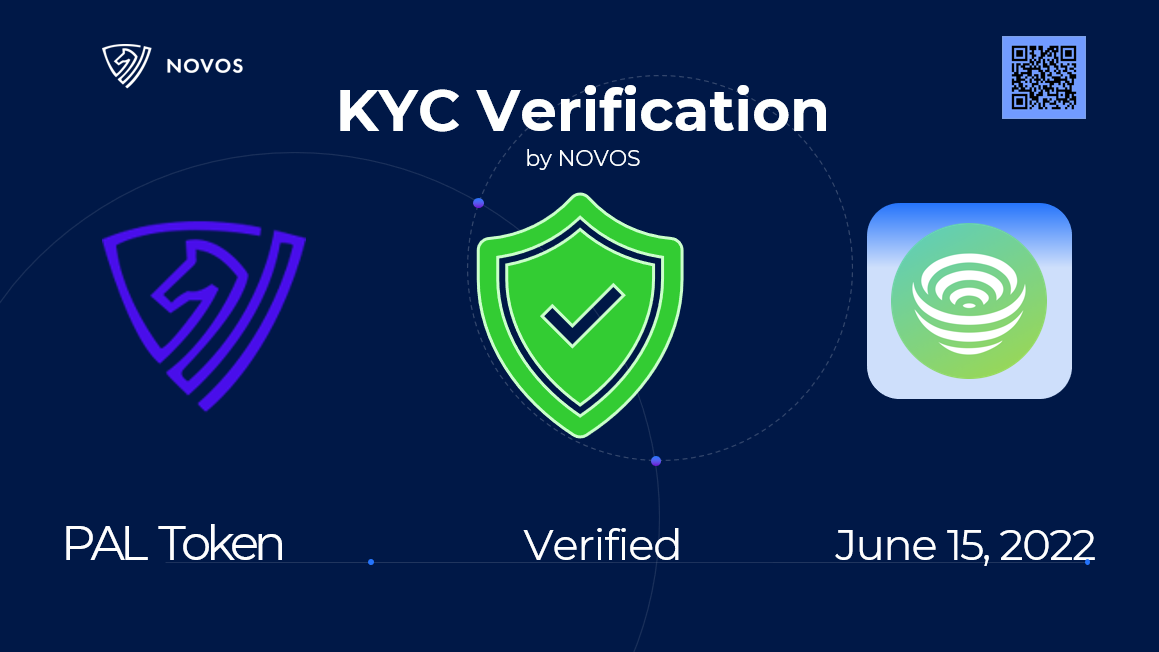 NOVOS
KYC Verification
by NOVOS
PAL Token
Verified
June 15, 2022